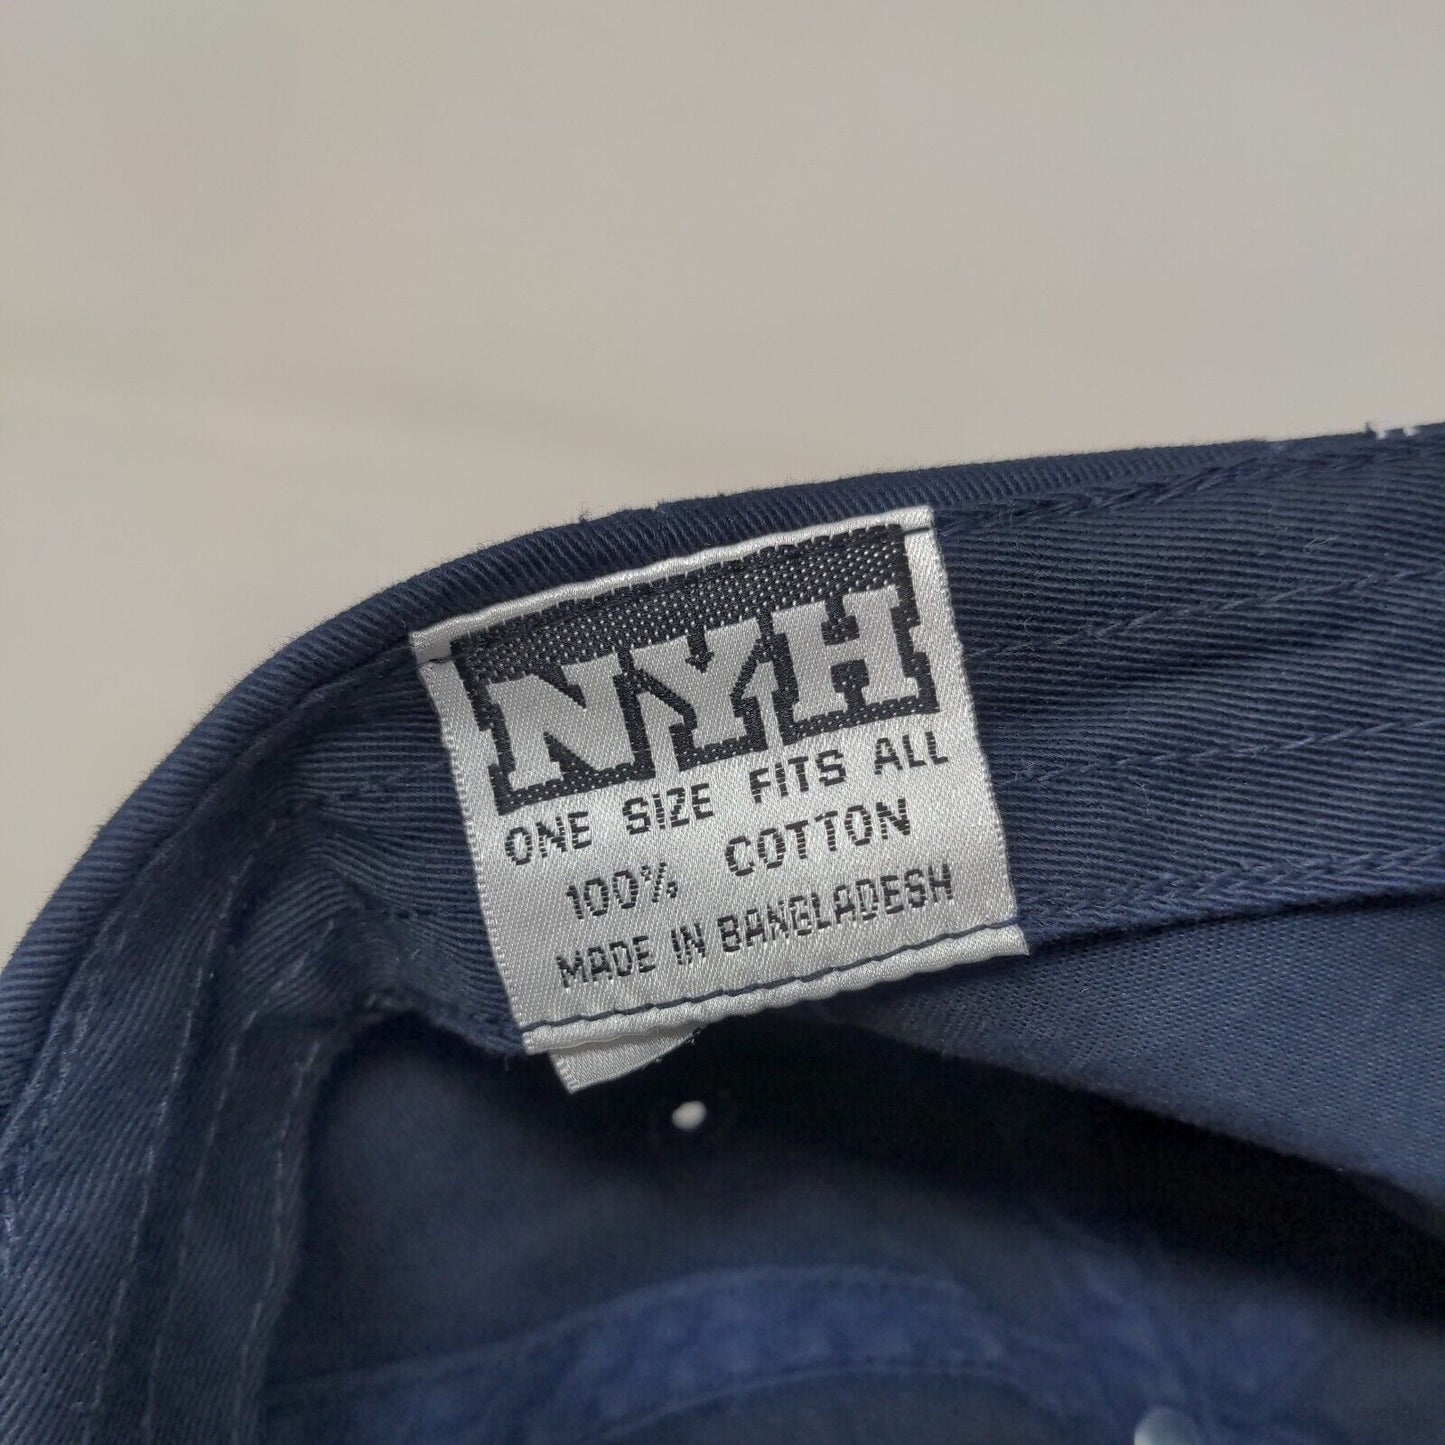 NYH
ONE SIZE FITS ALL
100% COTTON
MADE IN BANGLADESH